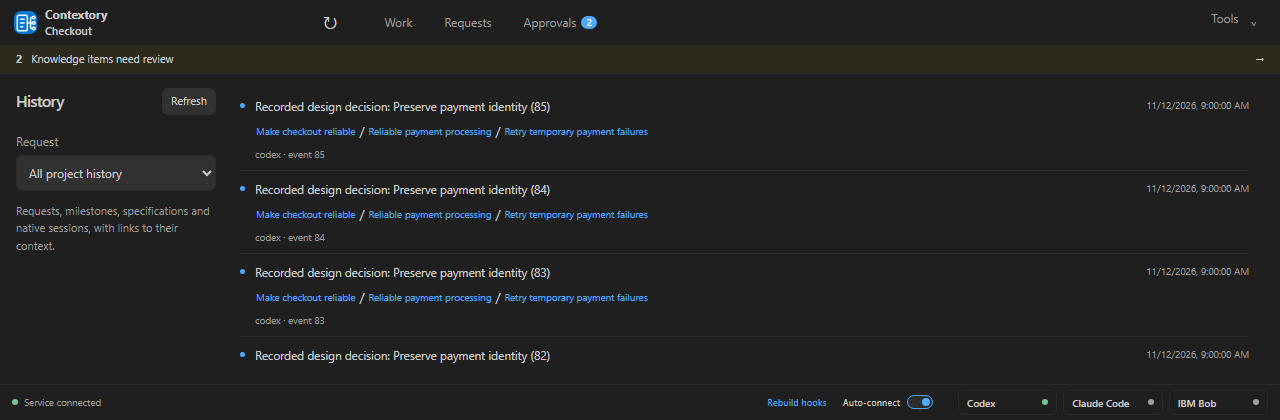 Contextory
Checkout
Work Requests Approvals 2
Tools
2 Knowledge items need review →
History
Refresh
Request
All project history
Requests, milestones, specifications and
native sessions, with links to their
context.
Recorded design decision: Preserve payment identity (85) 11/12/2026, 9:00:00 AM
Make checkout reliable / Reliable payment processing / Retry temporary payment failures
codex · event 85
Recorded design decision: Preserve payment identity (84) 11/12/2026, 9:00:00 AM
Make checkout reliable / Reliable payment processing / Retry temporary payment failures
codex · event 84
Recorded design decision: Preserve payment identity (83) 11/12/2026, 9:00:00 AM
Make checkout reliable / Reliable payment processing / Retry temporary payment failures
codex · event 83
Recorded design decision: Preserve payment identity (82) 11/12/2026, 9:00:00 AM
Service connected
Rebuild hooks Auto-connect Codex Claude Code IBM Bob